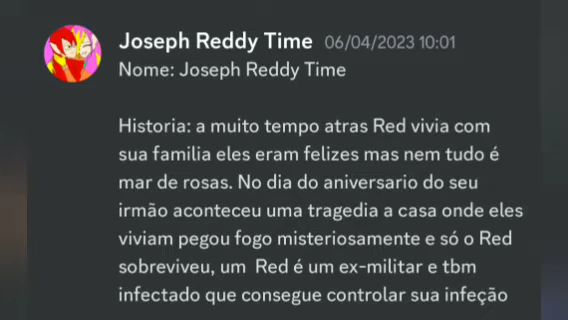 Joseph Reddy Time 06/04/2023 10:01
Nome: Joseph Reddy Time
Historia: a muito tempo atras Red vivia com
sua familia eles eram felizes mas nem tudo é
mar de rosas. No dia do aniversario do seu
irmão aconteceu uma tragedia a casa onde eles
viviam pegou fogo misteriosamente e só o Red
sobreviveu, um  Red é um ex-militar e tbm
infectado que consegue controlar sua infeção